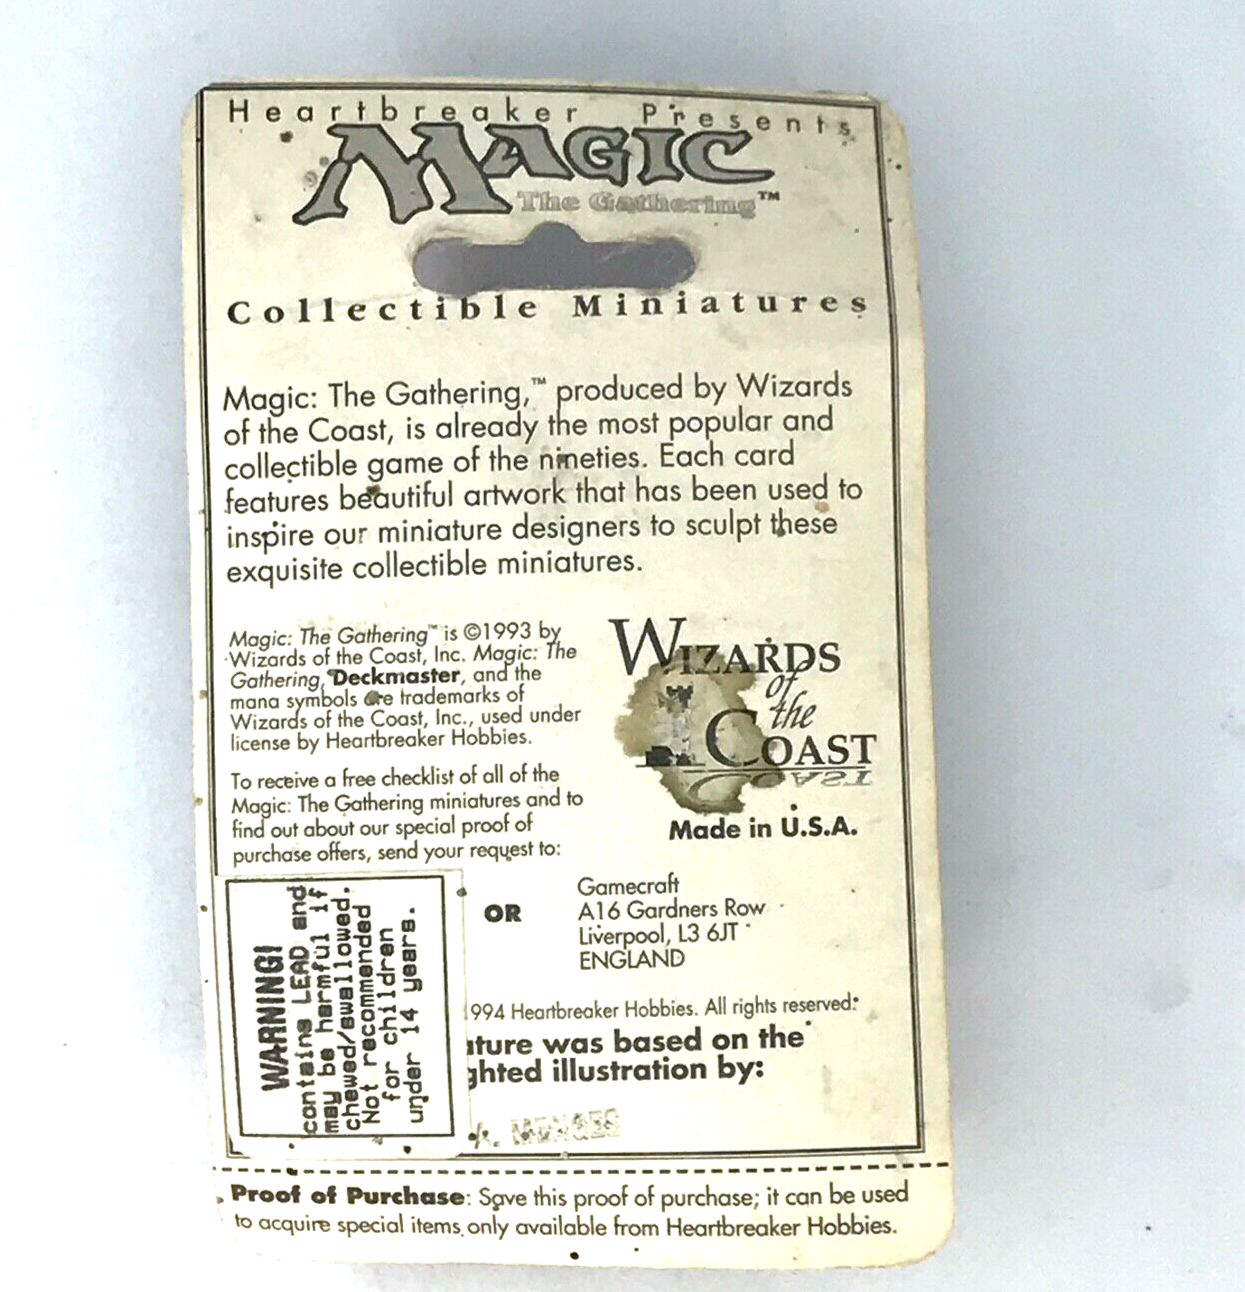 Heartbreaker Presents
MAGIC
The Gathering™
Collectible Miniatures
Magic: The Gathering,™ produced by Wizards
of the Coast, is already the most popular and
collectible game of the nineties. Each card
features beautiful artwork that has been used to
inspire our miniature designers to sculpt these
exquisite collectible miniatures.
Magic: The Gathering™ is ©1993 by
Wizards of the Coast, Inc. Magic: The
Gathering, Deckmaster, and the
mana symbols are trademarks of
Wizards of the Coast, Inc., used under
license by Heartbreaker Hobbies.
To receive a free checklist of all of the
Magic: The Gathering miniatures and to
find out about our special proof of
purchase offers, send your request to:
WIZARDS
of
the
COAST
Made in U.S.A.
WARNING!
contains LEAD and
may be harmful if
chewed/swallowed.
Not recommended
for children
under 14 years.
OR
Gamecraft
A16 Gardners Row
Liverpool, L3 6JT
ENGLAND
1994 Heartbreaker Hobbies. All rights reserved.
ture was based on the
ghted illustration by:
MENGES
Proof of Purchase: Save this proof of purchase; it can be used
to acquire special items only available from Heartbreaker Hobbies.